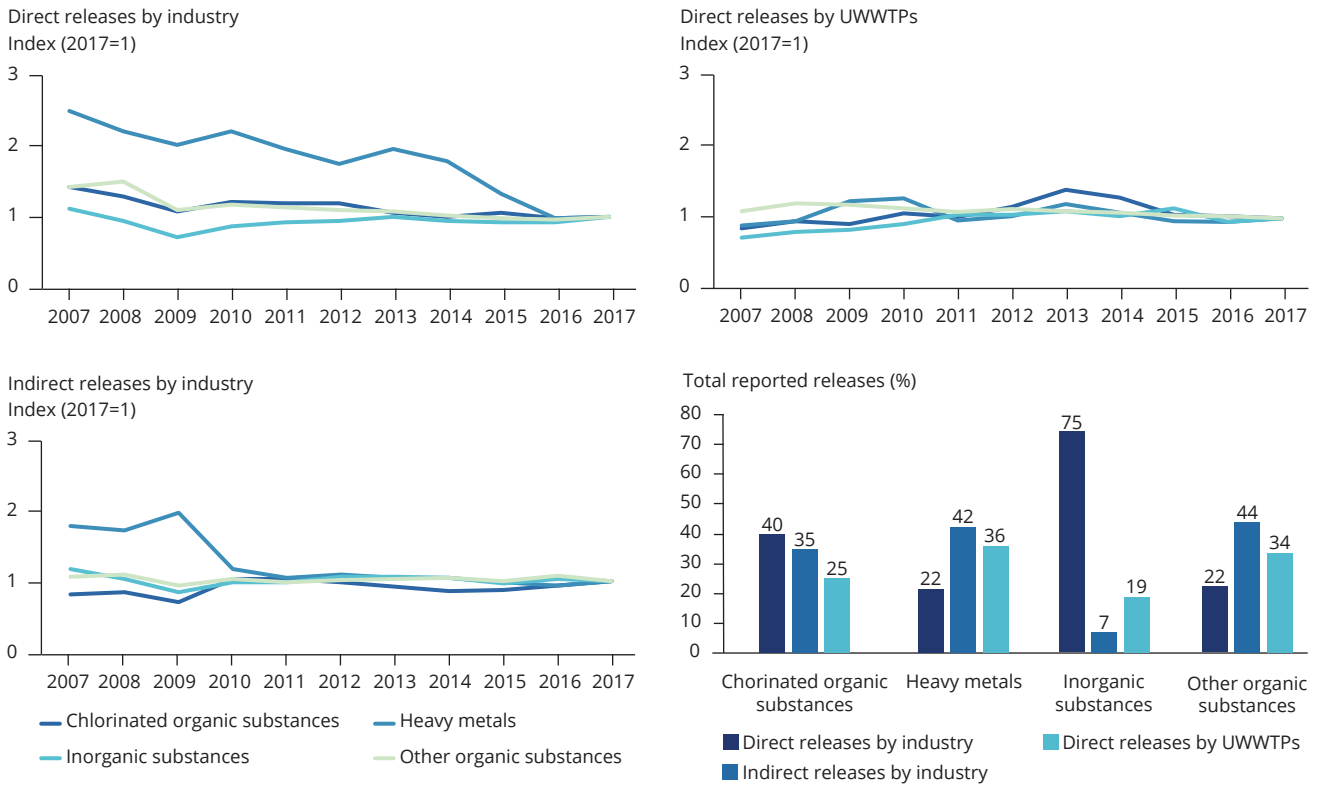 Direct releases by industry
Index (2017=1)
3
2
1
0
2007 2008 2009 2010 2011 2012 2013 2014 2015 2016 2017
Direct releases by UWWTPs
Index (2017=1)
3
2
1
0
2007 2008 2009 2010 2011 2012 2013 2014 2015 2016 2017
Indirect releases by industry
Index (2017=1)
3
2
1
0
2007 2008 2009 2010 2011 2012 2013 2014 2015 2016 2017
Chlorinated organic substances
Heavy metals
Inorganic substances
Other organic substances
Total reported releases (%)
80
70
60
50
40
30
20
10
0
40 35 25
22 42 36
75 7 19
22 44 34
Chorinated organic
substances
Heavy metals
Inorganic
substances
Other organic
substances
Direct releases by industry
Direct releases by UWWTPs
Indirect releases by industry